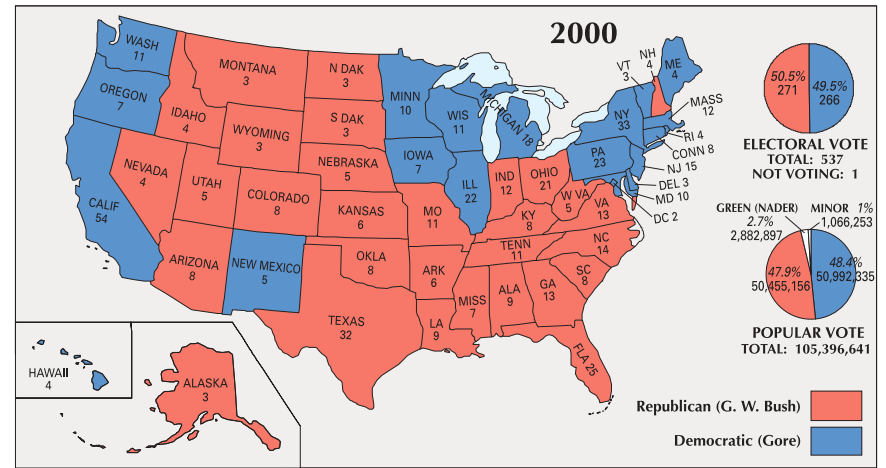 2000
WASH
11
OREGON
7
CALIF
54
NEVADA
4
IDAHO
4
MONTANA
3
WYOMING
3
UTAH
5
ARIZONA
8
COLORADO
8
NEW MEXICO
5
N DAK
3
S DAK
3
NEBRASKA
5
KANSAS
6
OKLA
8
TEXAS
32
MINN
10
IOWA
7
MO
11
ARK
6
LA
9
WIS
11
ILL
22
MICHIGAN 18
IND
12
OHIO
21
KY
8
TENN
11
MISS
7
ALA
9
GA
13
FLA 25
SC
8
NC
14
VA
13
W VA
5
PA
23
NY
33
VT
3
NH
4
ME
4
MASS
12
RI 4
CONN 8
NJ 15
DEL 3
MD 10
DC 2
HAWAII
4
ALASKA
3
50.5%
271
49.5%
266
ELECTORAL VOTE
TOTAL: 537
NOT VOTING: 1
GREEN (NADER)
2.7%
2,882,897
MINOR 1%
1,066,253
47.9%
50,455,156
48.4%
50,992,335
POPULAR VOTE
TOTAL: 105,396,641
Republican (G. W. Bush)
Democratic (Gore)